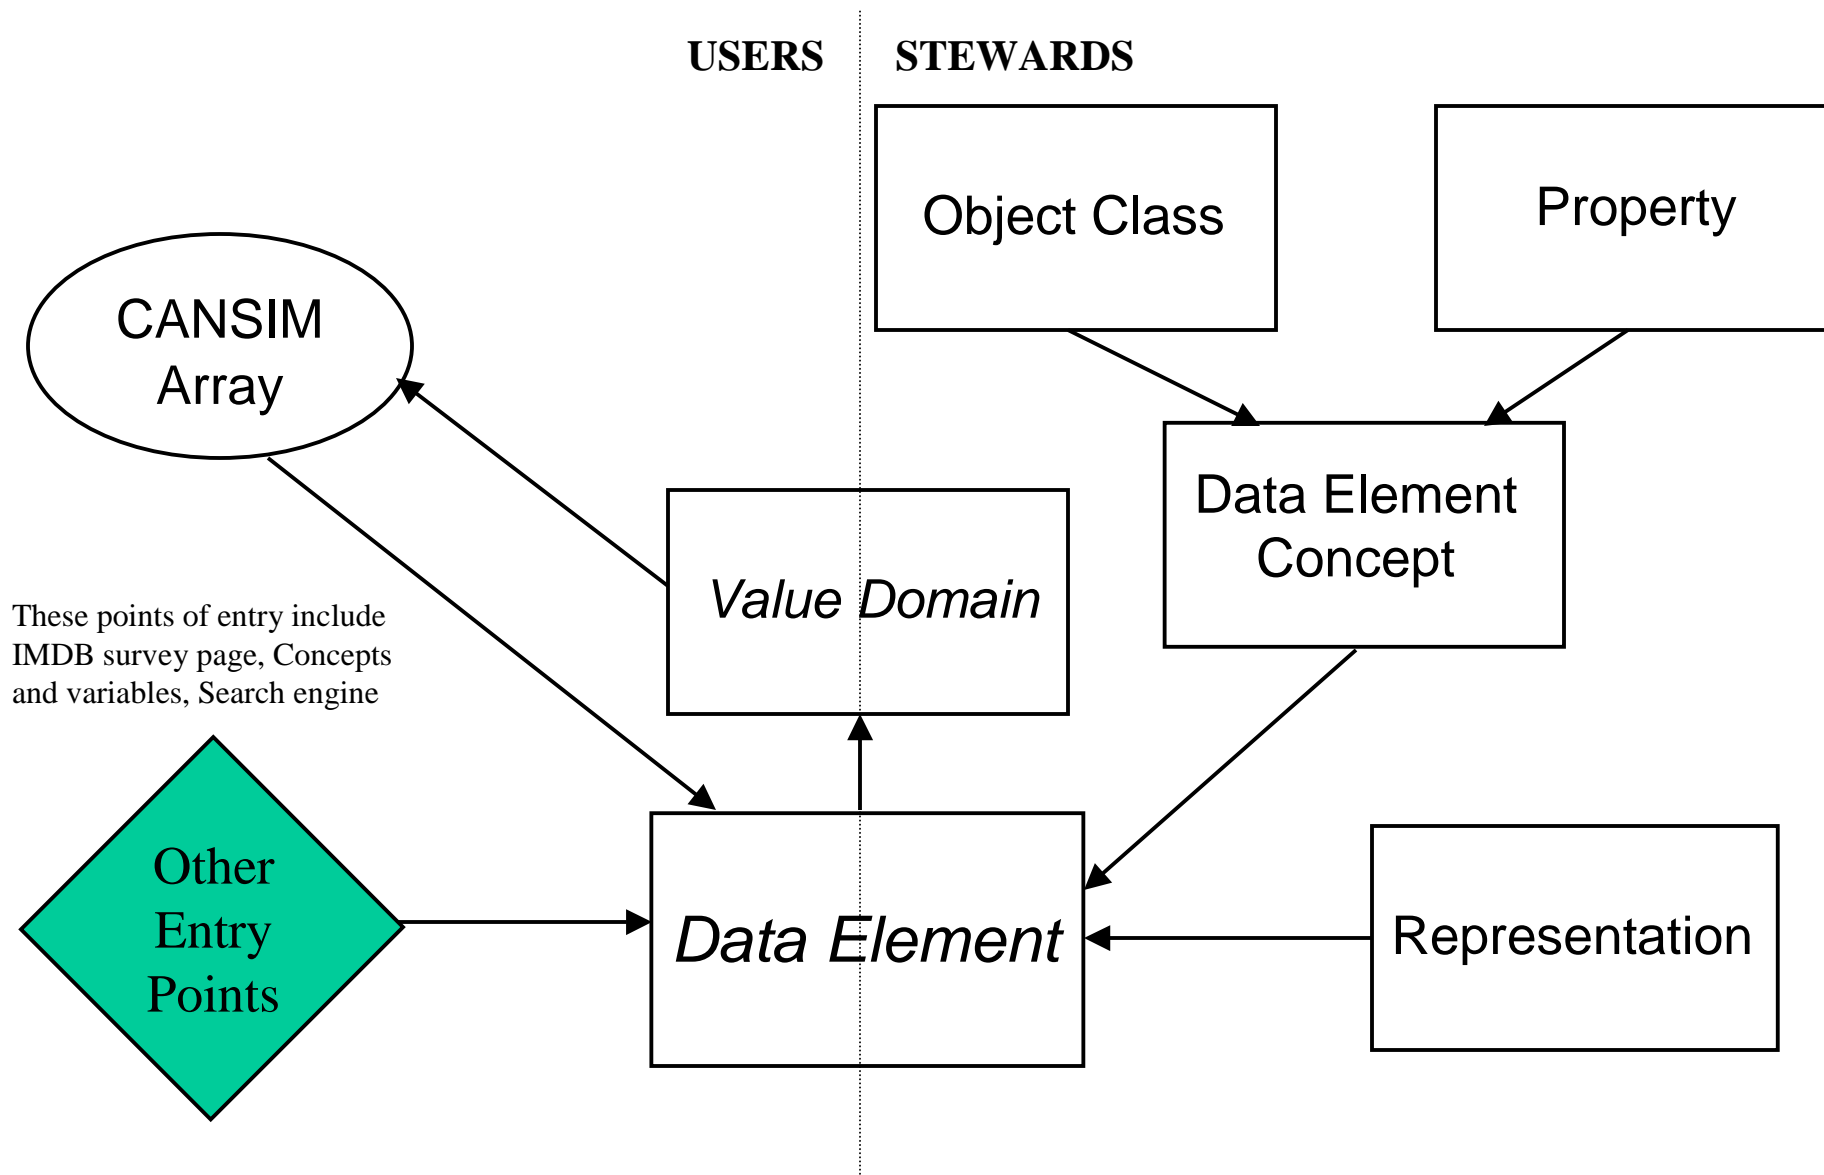 USERS
STEWARDS
Object Class
Property
CANSIM
Array
Data Element
Concept
Value Domain
These points of entry include
IMDB survey page, Concepts
and variables, Search engine
Other
Entry
Points
Data Element
Representation